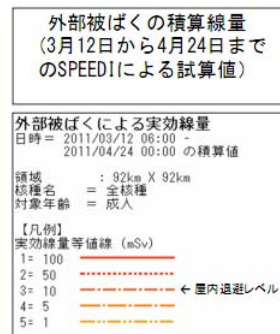 外部被ばくの積算線量
(3月12日から4月24日まで
のSPEEDIによる試算値)
外部被ばくによる実効線量
日時= 2011/03/12 06:00 -
2011/04/24 00:00 の積算値
領域 : 92km X 92km
核種名 = 全核種
対象年齢 = 成人
【凡例】
実効線量等値線 (mSv)
1= 100
2= 50
3= 10 ←屋内退避レベル
4= 5
5= 1